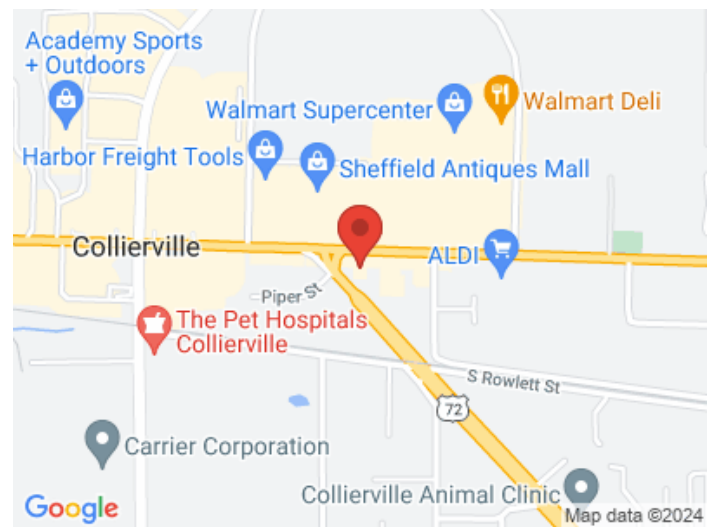 Academy Sports
+ Outdoors
Walmart Supercenter
Walmart Deli
Harbor Freight Tools
Sheffield Antiques Mall
Collierville
ALDI
Piper St
The Pet Hospitals
Collierville
S Rowlett St
72
Carrier Corporation
Collierville Animal Clinic
Google
Map data ©2024